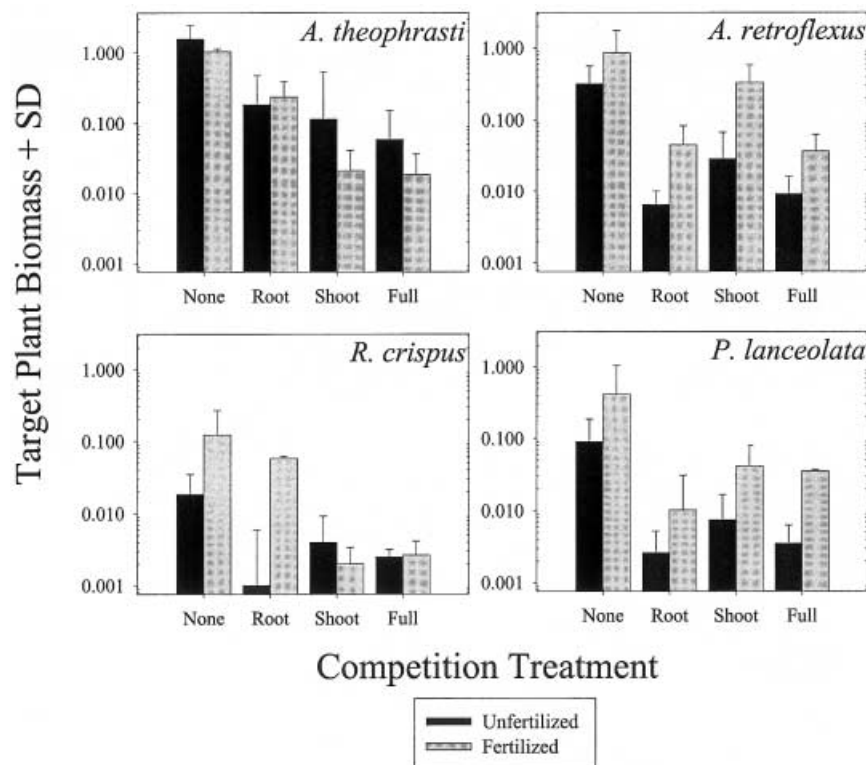 Target Plant Biomass + SD
A. theophrasti
1.000
0.100
0.010
0.001
None Root Shoot Full
A. retroflexus
1.000
0.100
0.010
0.001
None Root Shoot Full
R. crispus
1.000
0.100
0.010
0.001
None Root Shoot Full
P. lanceolata
1.000
0.100
0.010
0.001
None Root Shoot Full
Competition Treatment
Unfertilized
Fertilized